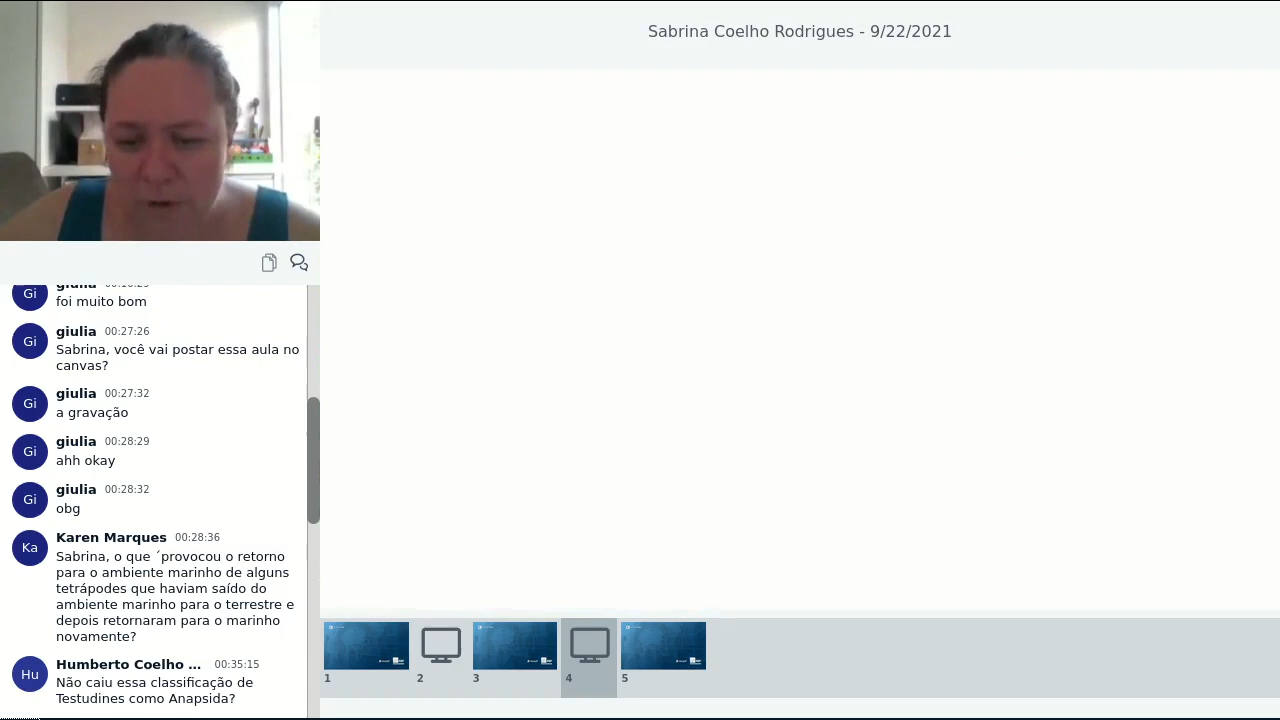 Sabrina Coelho Rodrigues - 9/22/2021
Gi
giulia
foi muito bom
Gi
giulia 00:27:26
Sabrina, você vai postar essa aula no
canvas?
Gi
giulia 00:27:32
a gravação
Gi
giulia 00:28:29
ahh okay
Gi
giulia 00:28:32
obg
Ka
Karen Marques 00:28:36
Sabrina, o que ´provocou o retorno
para o ambiente marinho de alguns
tetrápodes que haviam saído do
ambiente marinho para o terrestre e
depois retornaram para o marinho
novamente?
Hu
Humberto Coelho ... 00:35:15
Não caiu essa classificação de
Testudines como Anapsida?
1
2
3
4
5